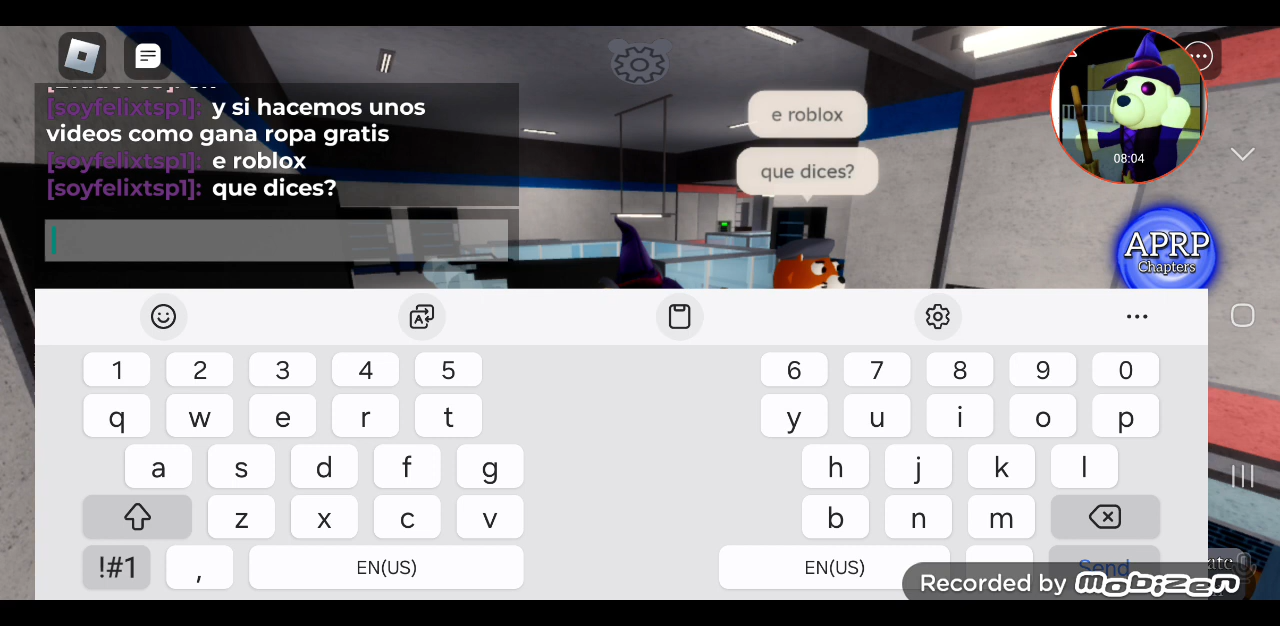 [soyfelixtsp1]: y si hacemos unos
videos como gana ropa gratis
[soyfelixtsp1]: e roblox
[soyfelixtsp1]: que dices?
e roblox
que dices?
08:04
APRP
Chapters
1 2 3 4 5 6 7 8 9 0
q w e r t y u i o p
a s d f g h j k l
z x c v b n m
!#1 , EN(US) EN(US) Send
Recorded by Mobizen